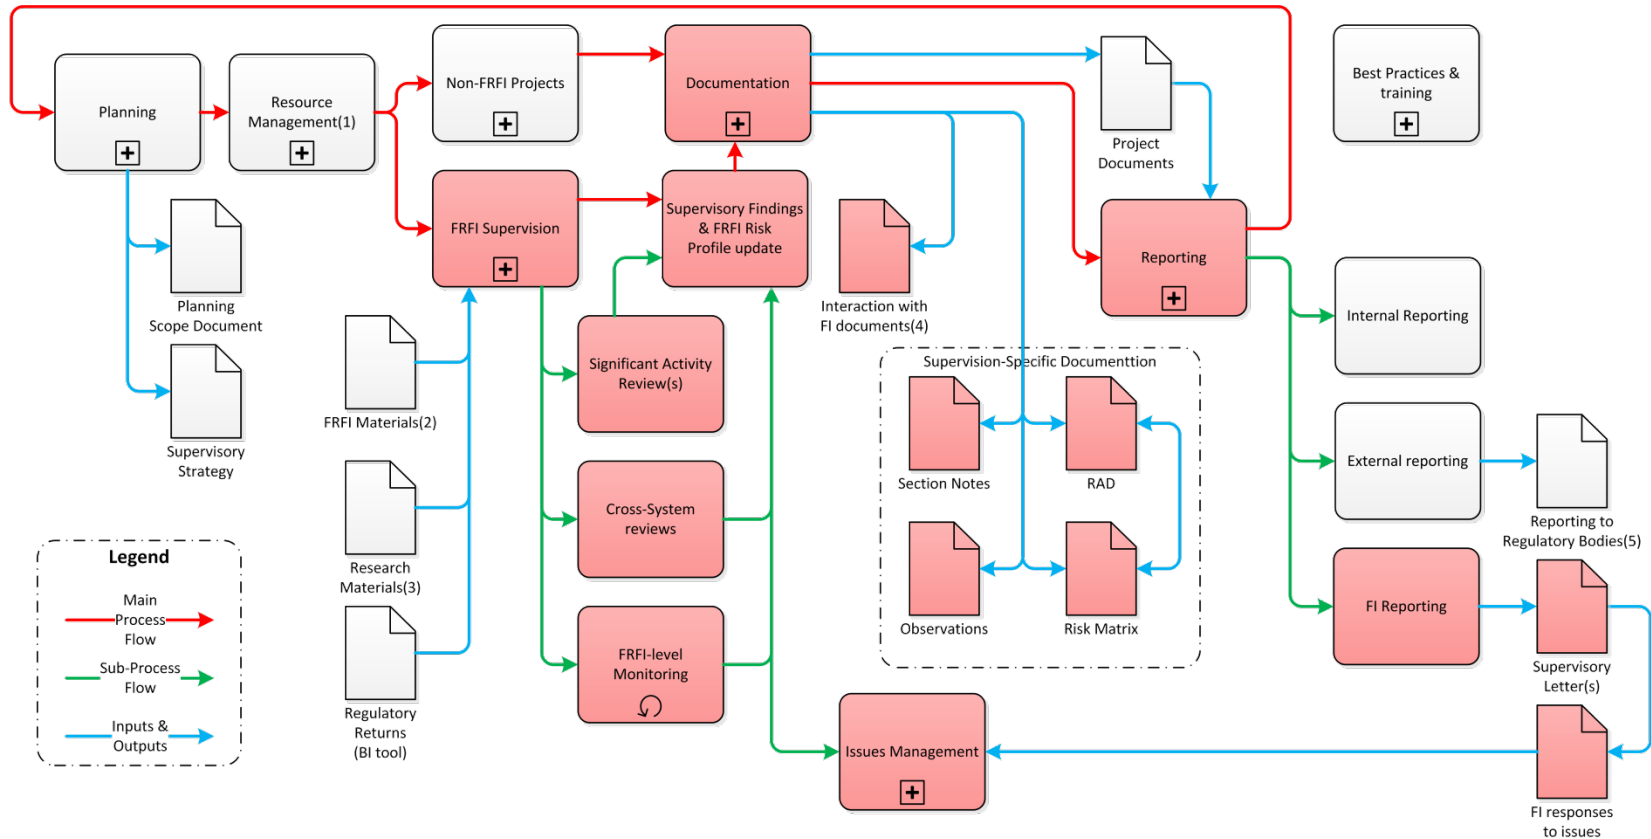 Planning
Resource
Management(1)
Non-FRFI Projects
Documentation
Project
Documents
Best Practices &
training
FRFI Supervision
Supervisory Findings
& FRFI Risk
Profile update
Reporting
Planning
Scope Document
Supervisory
Strategy
FRFI Materials(2)
Research
Materials(3)
Regulatory
Returns
(BI tool)
Significant Activity
Review(s)
Cross-System
reviews
FRFI-level
Monitoring
Interaction with
FI documents(4)
Supervision-Specific Documenttion
Section Notes
RAD
Observations
Risk Matrix
Issues Management
Internal Reporting
External reporting
Reporting to
Regulatory Bodies(5)
FI Reporting
Supervisory
Letter(s)
FI responses
to issues
Legend
Main
Process
Flow
Sub-Process
Flow
Inputs &
Outputs